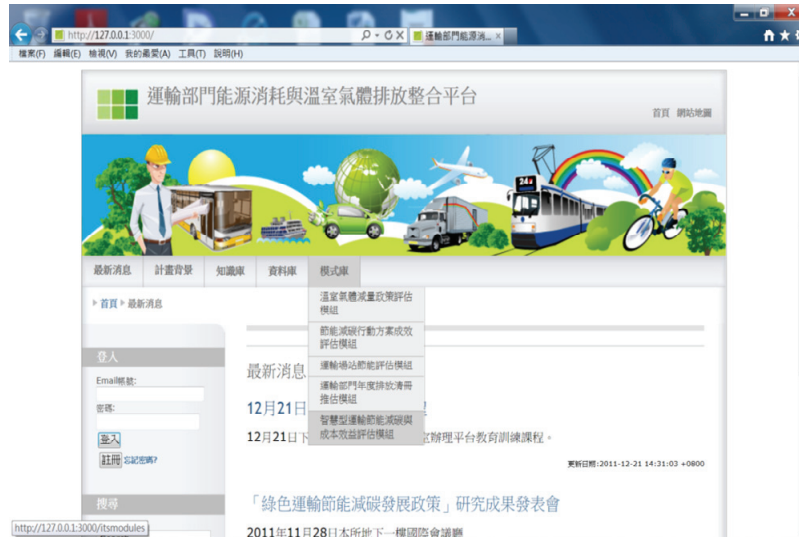 http://127.0.0.1:3000/
運輸部門能源消...
檔案(F) 編輯(E) 檢視(V) 我的最愛(A) 工具(T) 說明(H)
運輸部門能源消耗與溫室氣體排放整合平台
首頁 網站地圖
24
最新消息 計畫背景 知識庫 資料庫 模式庫
首頁 最新消息
溫室氣體減量政策評估
模組
節能減碳行動方案成效
評估模組
運輸場站節能評估模組
運輸部門年度排放清冊
推估模組
智慧型運輸節能減碳與
成本效益評估模組
登入
Email帳號:
密碼:
登入
註冊 忘記密碼?
搜尋
最新消息
12月21日
12月21日下 辦理平台教育訓練課程。
更新日期:2011-12-21 14:31:03 +0800
「綠色運輸節能減碳發展政策」研究成果發表會
2011年11月28日本所地下一樓國際會議廳
http://127.0.0.1:3000/itsmodules